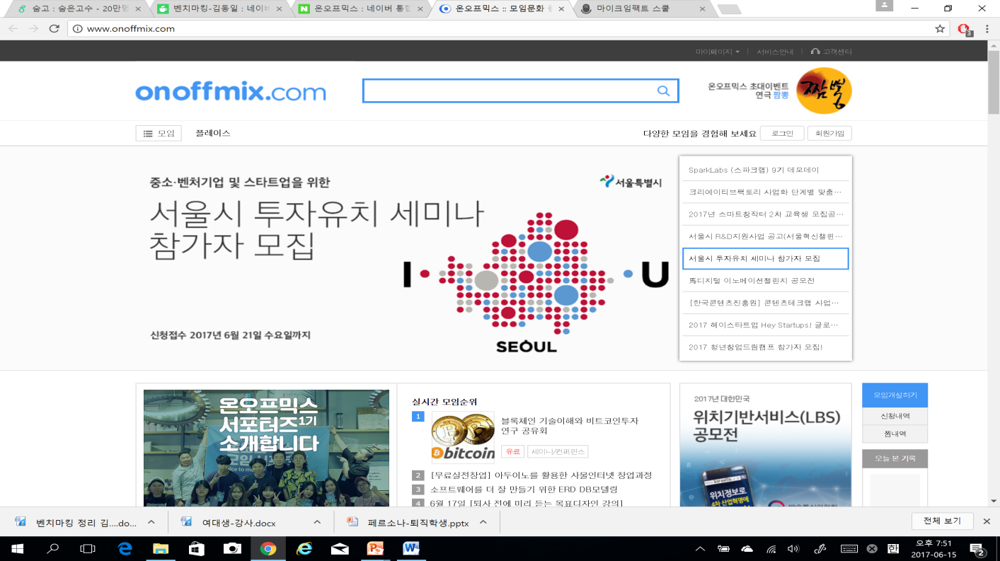 숨고 : 숨은고수 - 20만명
벤치마킹-김동일 : 네이버
온오프믹스 : 네이버 통합
온오프믹스 :: 모임문화
마이크임팩트 스쿨
www.onoffmix.com
3
마이페이지
서비스안내
고객센터
onoffmix.com
온오프믹스 초대이벤트
연극 짬뽕
짬뽕
모임
플레이스
다양한 모임을 경험해 보세요
로그인
회원가입
중소·벤처기업 및 스타트업을 위한
서울시 투자유치 세미나
참가자 모집
서울특별시
I
U
SEOUL
신청접수 2017년 6월 21일 수요일까지
SparkLabs (스파크랩) 9기 데모데이
크리에이티브팩토리 사업화 단계별 맞춤···
2017년 스마트창작터 2차 교육생 모집공···
서울시 R&D지원사업 공고(서울혁신챌린···
서울시 투자유치 세미나 참가자 모집
馬디지털 이노베이션챌린지 공모전
[한국콘텐츠진흥원] 콘텐츠테크랩 사업···
2017 헤이스타트업 Hey Startups! 글로···
2017 청년창업드림캠프 참가자 모집!
온오프믹스
서포터즈1기
소개합니다
실시간 모임순위
1
블록체인 기술이해와 비트코인투자
연구 공유회
bitcoin
유료
세미나/컨퍼런스
2 [무료실전창업] 아두이노를 활용한 사물인터넷 창업과정
3 소프트웨어를 더 잘 만들기 위한 ERD DB모델링
4 6월 17일 [퇴사 전에 미리 듣는 목표디자인 강의]
2017년 대한민국
위치기반서비스(LBS)
공모전
위치정보로
4차 산업혁명에
모임개설하기
신청내역
찜내역
오늘 본 기록
벤치마킹 정리 김....do...
여대생-강사.docx
페르소나-퇴직학생.pptx
전체 보기
한
오후 7:51
2017-06-15
2